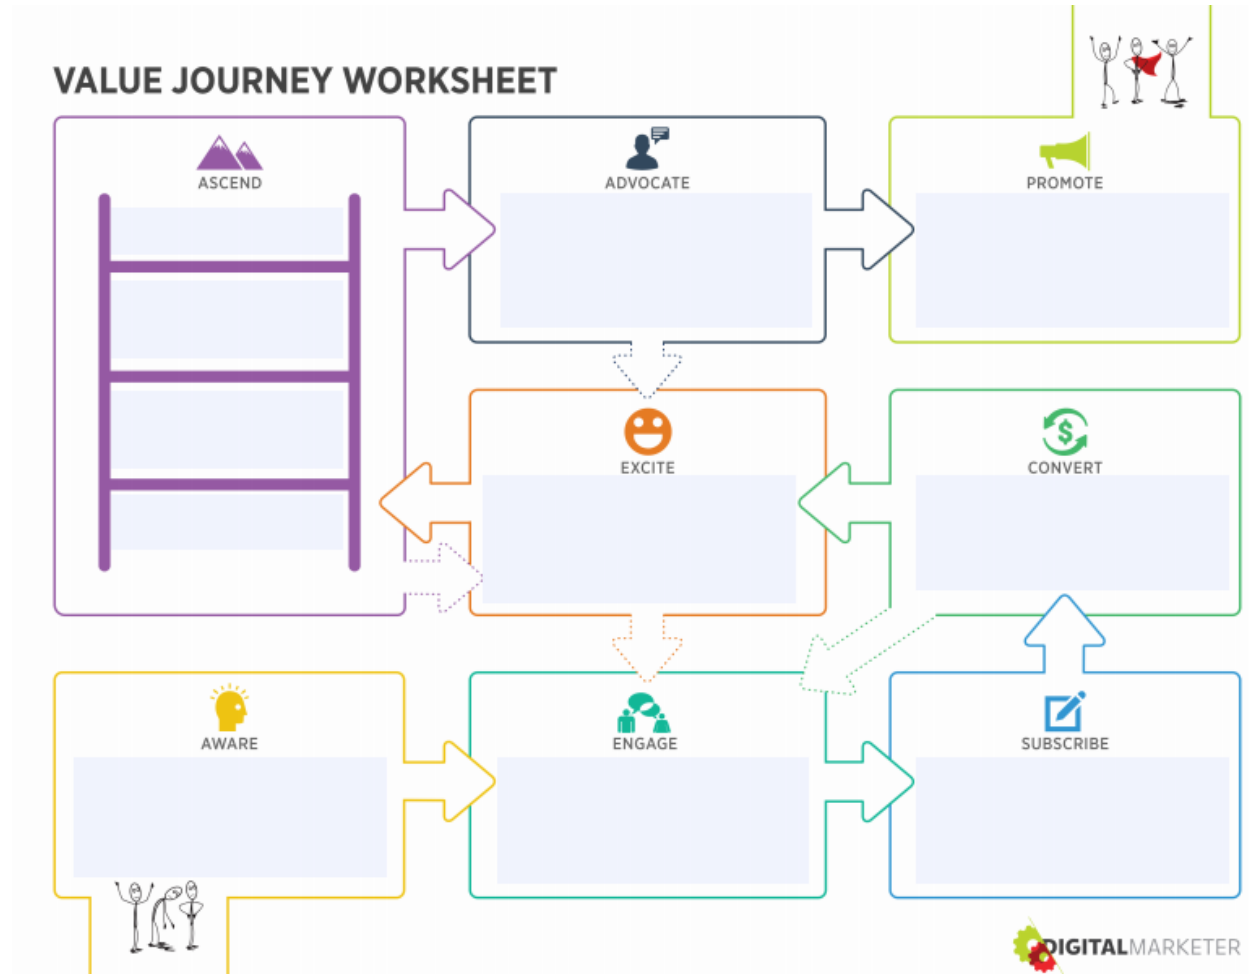 VALUE JOURNEY WORKSHEET
ASCEND
ADVOCATE
PROMOTE
EXCITE
CONVERT
$
AWARE
ENGAGE
SUBSCRIBE
DIGITALMARKETER